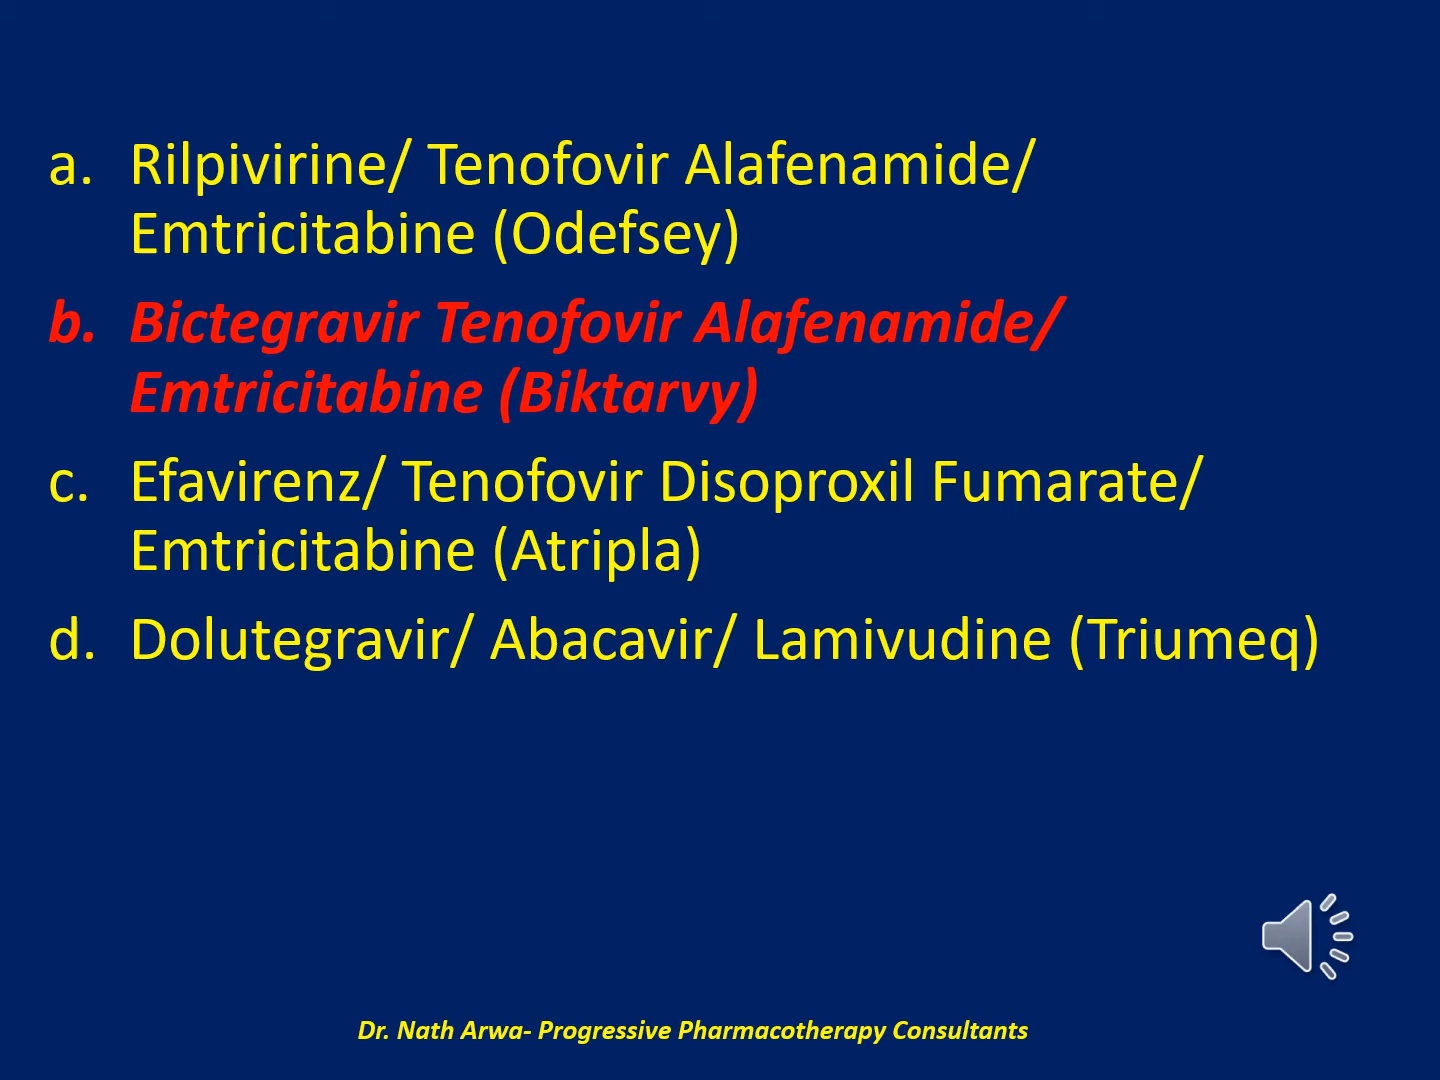 a. Rilpivirine/ Tenofovir Alafenamide/
Emtricitabine (Odefsey)
b. Bictegravir Tenofovir Alafenamide/
Emtricitabine (Biktarvy)
c. Efavirenz/ Tenofovir Disoproxil Fumarate/
Emtricitabine (Atripla)
d. Dolutegravir/ Abacavir/ Lamivudine (Triumeq)
Dr. Nath Arwa- Progressive Pharmacotherapy Consultants